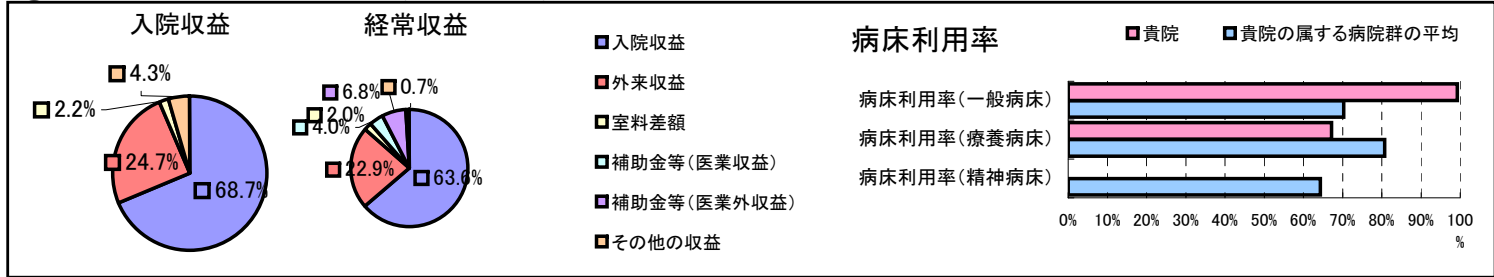 入院収益
4.3%
2.2%
24.7%
68.7%
経常収益
6.8%
0.7%
2.0%
4.0%
22.9%
63.6%
入院収益
外来収益
室料差額
補助金等(医業収益)
補助金等(医業外収益)
その他の収益
病床利用率
貴院
貴院の属する病院群の平均
病床利用率(一般病床)
病床利用率(療養病床)
病床利用率(精神病床)
0% 10% 20% 30% 40% 50% 60% 70% 80% 90% 100
%